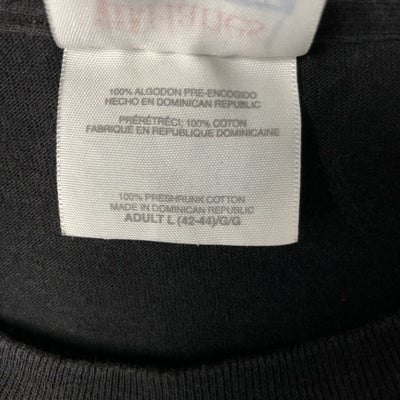 100% ALGODON PRE-ENCOGIDO
HECHO EN DOMINICAN REPUBLIC
PRÉRÉTRÉCI; 100% COTON
FABRIQUÉ EN REPUBLIQUE DOMINICAINE
100% PRESHRUNK COTTON
MADE IN DOMINICAN REPUBLIC
ADULT L (42-44)/G/G